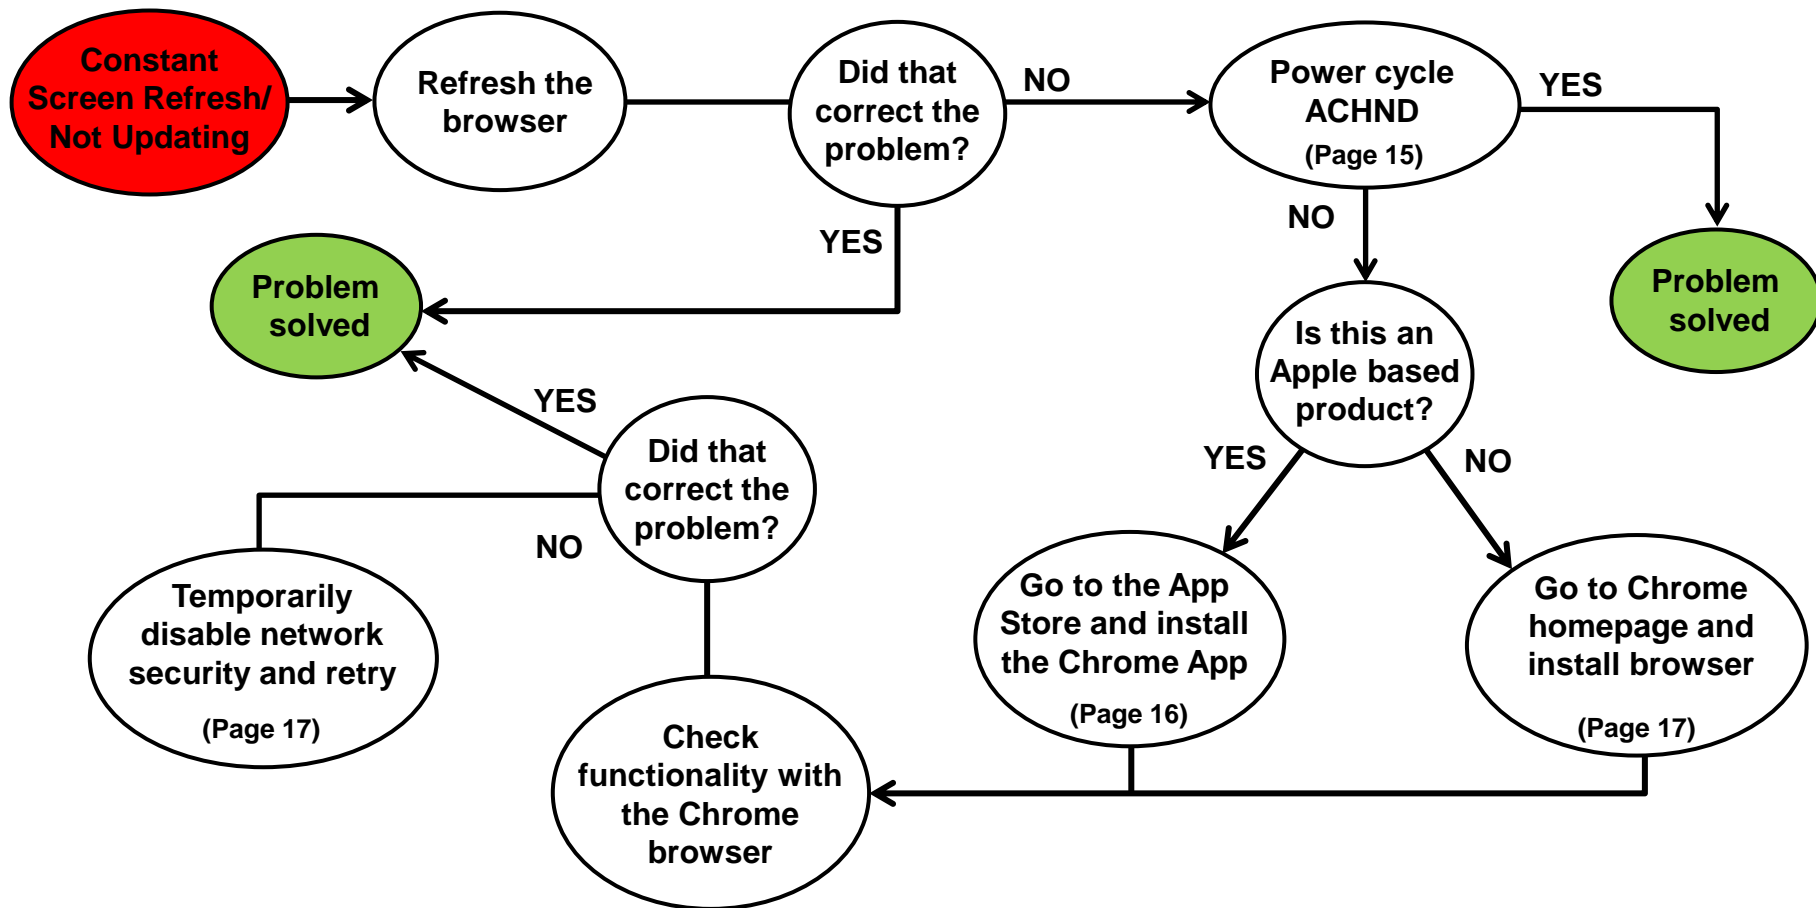 Constant
Screen Refresh/
Not Updating
Refresh the
browser
Did that
correct the
problem?
NO
Power cycle
ACHND
(Page 15)
YES
YES
NO
Problem
solved
Problem
solved
Is this an
Apple based
product?
YES
Did that
correct the
problem?
YES
NO
NO
Temporarily
disable network
security and retry
(Page 17)
Go to the App
Store and install
the Chrome App
(Page 16)
Go to Chrome
homepage and
install browser
(Page 17)
Check
functionality with
the Chrome
browser